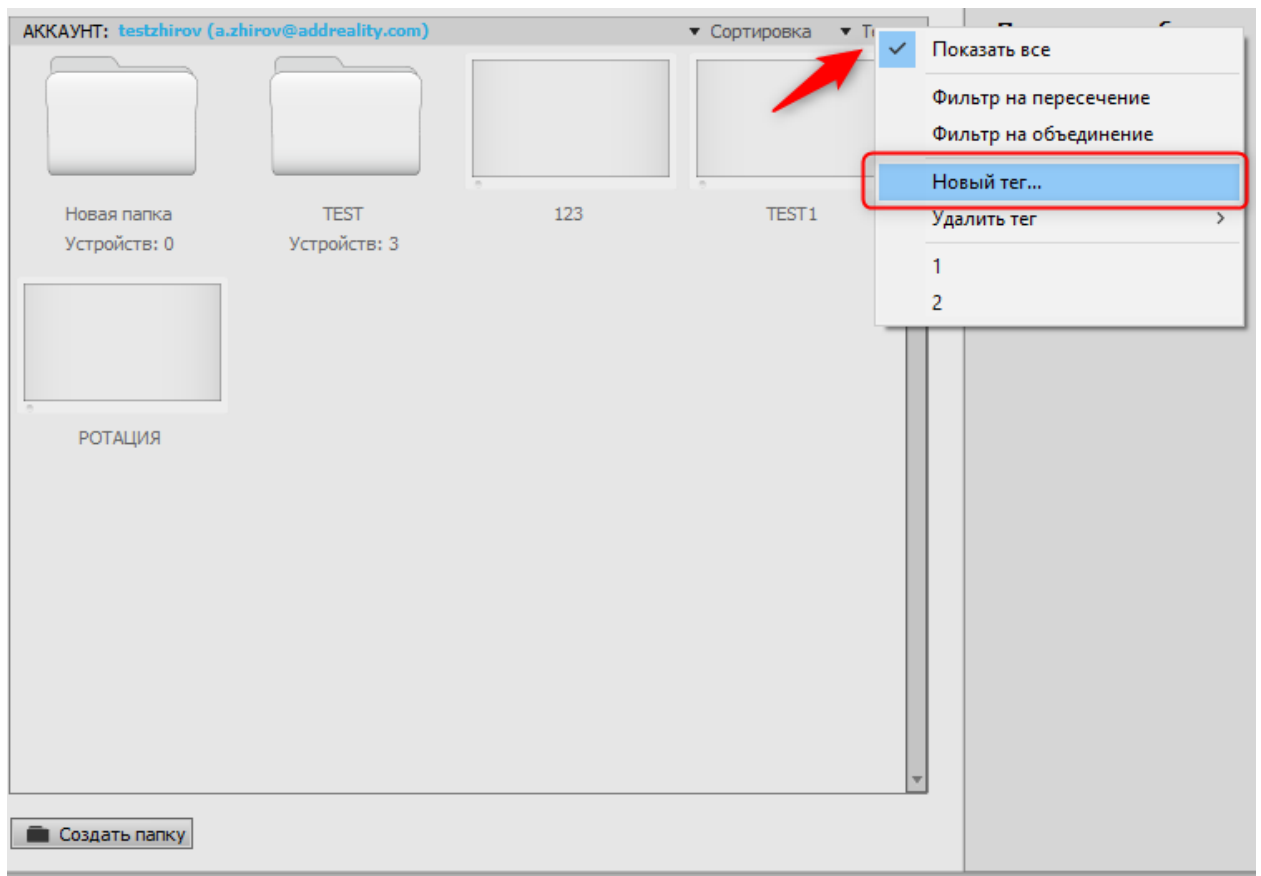 АККАУНТ: testzhirov (a.zhirov@addreality.com) ▼ Сортировка ▼
Показать все
Фильтр на пересечение
Фильтр на объединение
Новый тег...
Удалить тег
1
2
Новая папка
Устройств: 0
TEST
Устройств: 3
123
TEST1
РОТАЦИЯ
Создать папку